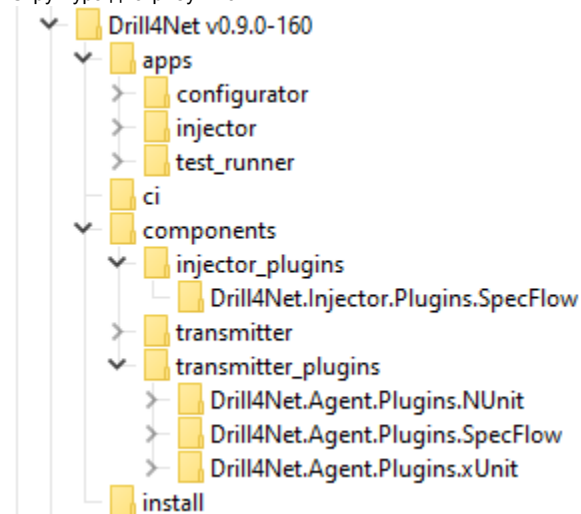 Drill4Net v0.9.0-160
apps
configurator
injector
test_runner
ci
components
injector_plugins
Drill4Net.Injector.Plugins.SpecFlow
transmitter
transmitter_plugins
Drill4Net.Agent.Plugins.NUnit
Drill4Net.Agent.Plugins.SpecFlow
Drill4Net.Agent.Plugins.xUnit
install